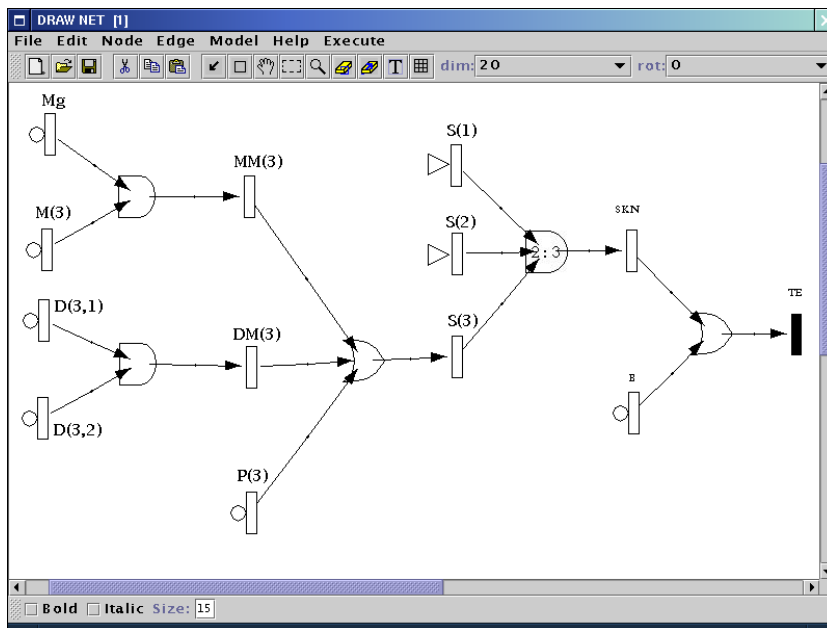 DRAW NET [1]
File Edit Node Edge Model Help Execute
T dim: 20 rot: 0
Mg
S(1)
MM(3)
M(3)
S(2)
SKN
2:3
D(3,1)
DM(3)
S(3)
TE
B
D(3,2)
P(3)
Bold Italic Size: 15